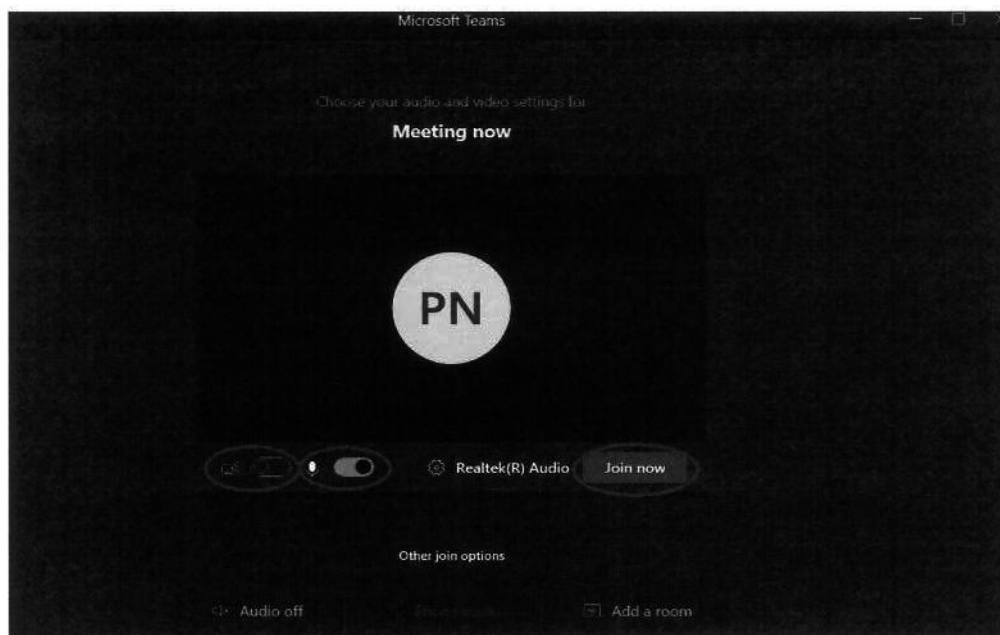 Microsoft Teams
Choose your audio and video settings for
Meeting now
PN
Realtek(R) Audio
Join now
Other join options
Audio off
Add a room